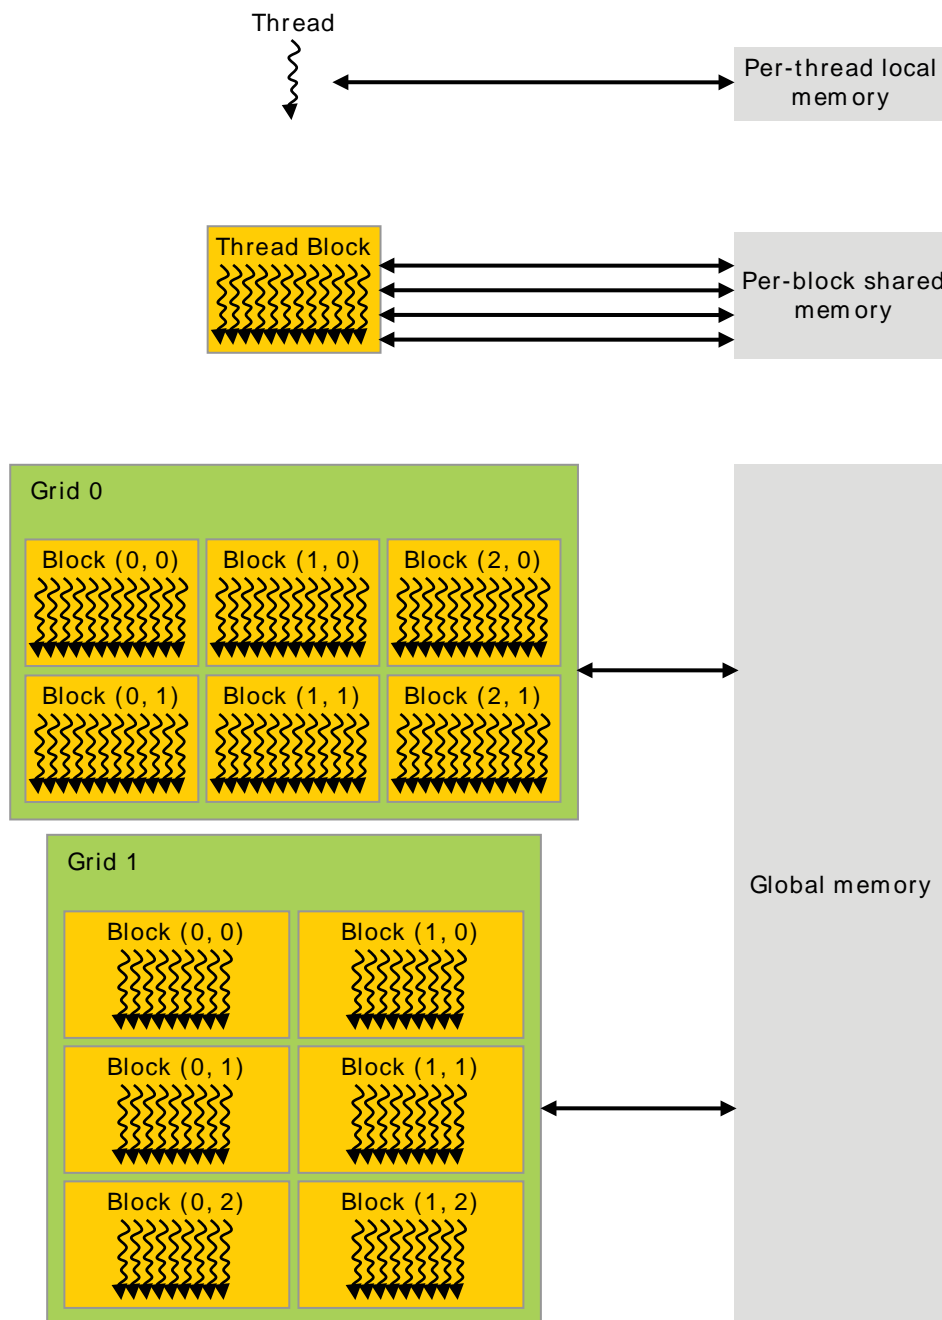 Thread
Per-thread local
memory
Thread Block
Per-block shared
memory
Grid 0
Block (0, 0) Block (1, 0) Block (2, 0)
Block (0, 1) Block (1, 1) Block (2, 1)
Grid 1
Global memory
Block (0, 0) Block (1, 0)
Block (0, 1) Block (1, 1)
Block (0, 2) Block (1, 2)